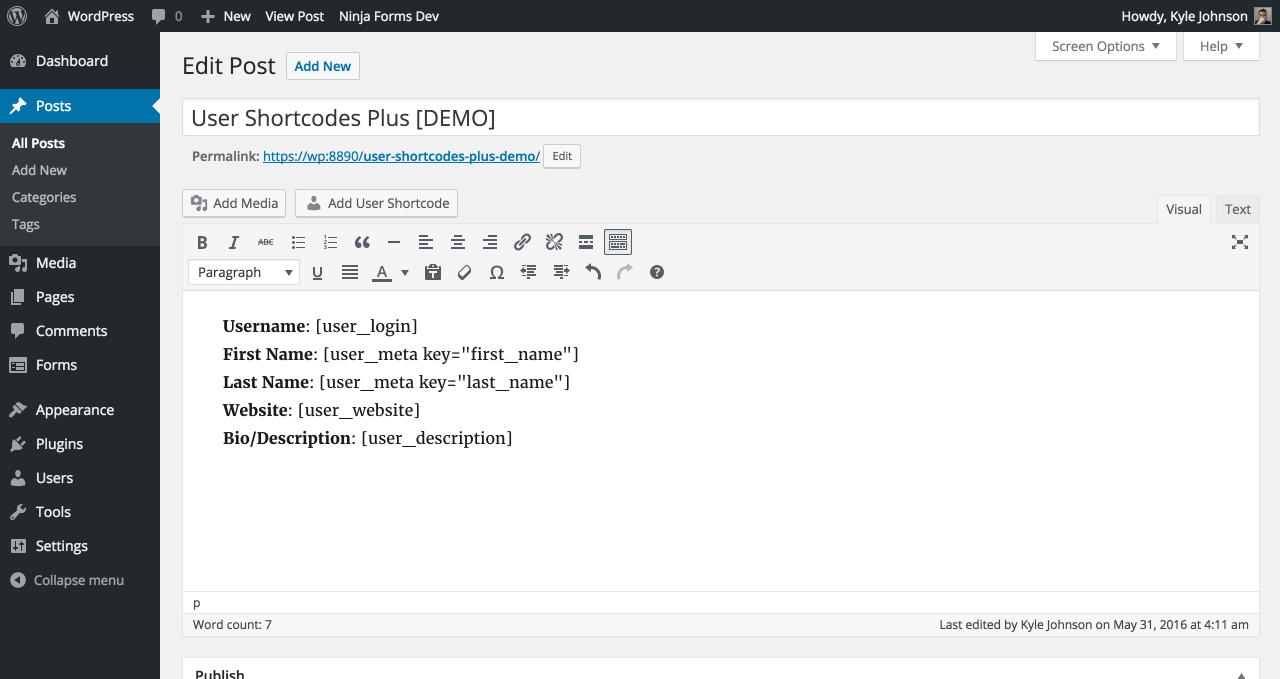 WordPress 0 New View Post Ninja Forms Dev Howdy, Kyle Johnson
Dashboard
Posts
All Posts
Add New
Categories
Tags
Media
Pages
Comments
Forms
Appearance
Plugins
Users
Tools
Settings
Collapse menu
Screen Options Help
Edit Post Add New
User Shortcodes Plus [DEMO]
Permalink: https://wp:8890/user-shortcodes-plus-demo/ Edit
Add Media Add User Shortcode Visual Text
B I ABC
Paragraph U A Ω ?
Username: [user_login]
First Name: [user_meta key="first_name"]
Last Name: [user_meta key="last_name"]
Website: [user_website]
Bio/Description: [user_description]
p
Word count: 7 Last edited by Kyle Johnson on May 31, 2016 at 4:11 am
Publish